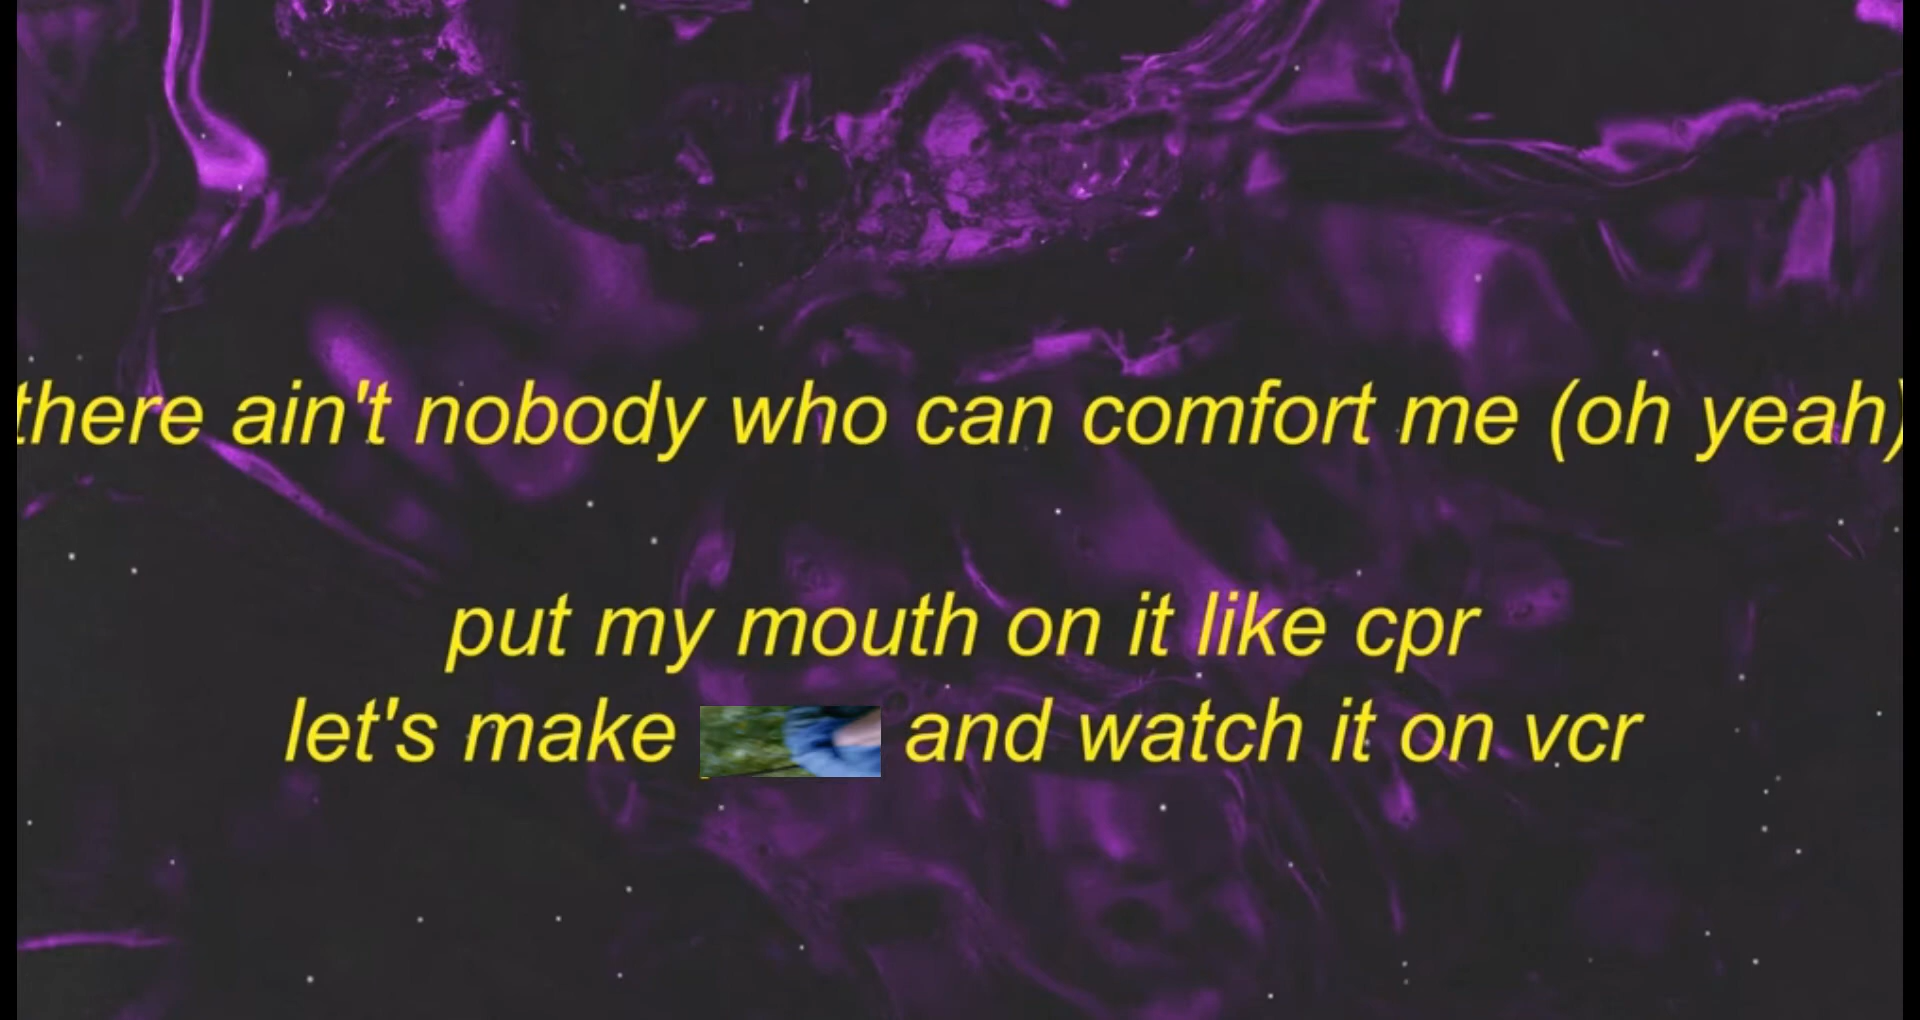 there ain't nobody who can comfort me (oh yeah)
put my mouth on it like cpr
let's make and watch it on vcr